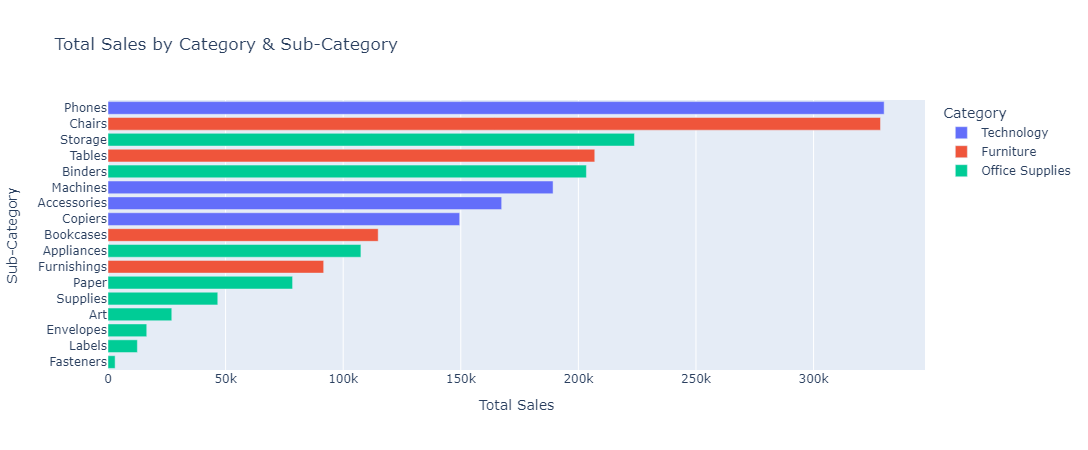 Total Sales by Category & Sub-Category
Sub-Category
Phones
Chairs
Storage
Tables
Binders
Machines
Accessories
Copiers
Bookcases
Appliances
Furnishings
Paper
Supplies
Art
Envelopes
Labels
Fasteners
0 50k 100k 150k 200k 250k 300k
Total Sales
Category
Technology
Furniture
Office Supplies